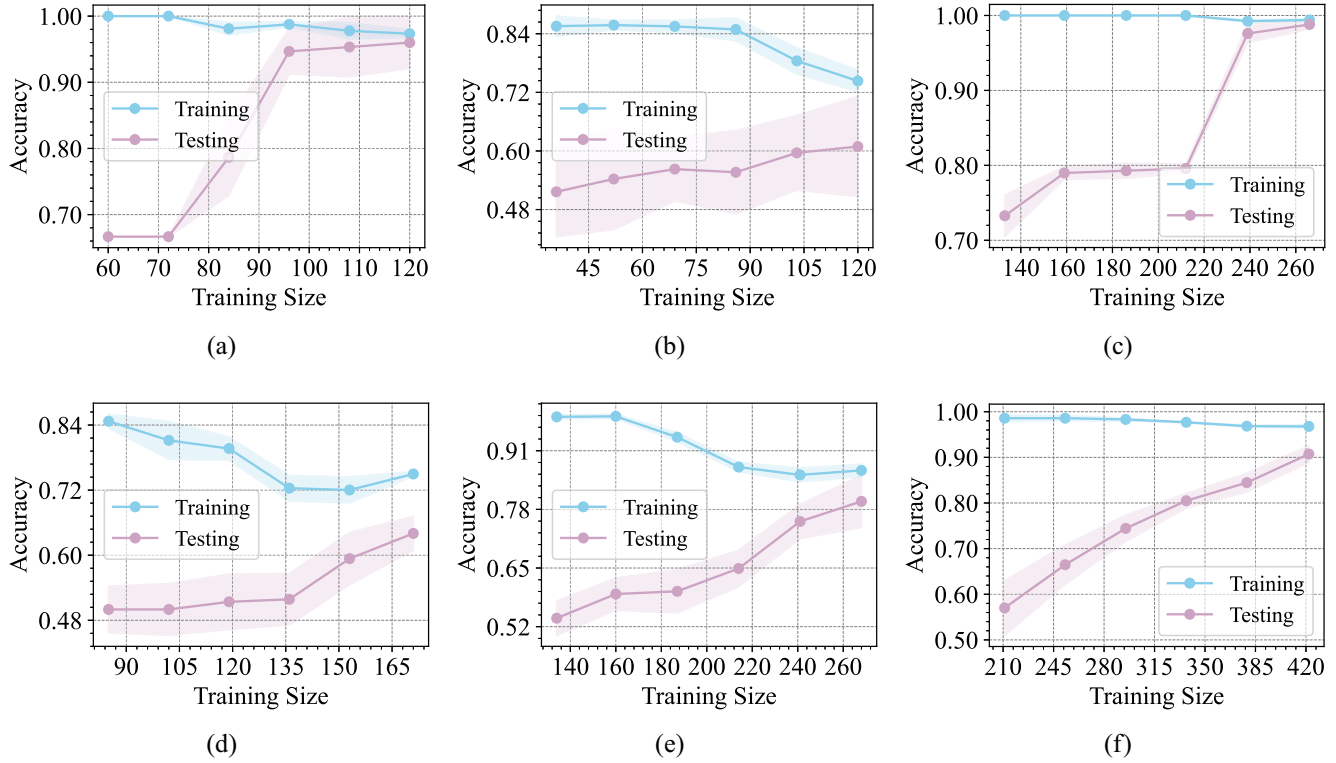 1.00
0.90
0.80
0.70
Accuracy
Training
Testing
60 70 80 90 100 110 120
Training Size
(a)
0.84
0.72
0.60
0.48
Accuracy
Training
Testing
45 60 75 90 105 120
Training Size
(b)
1.00
0.90
0.80
0.70
Accuracy
Training
Testing
140 160 180 200 220 240 260
Training Size
(c)
0.84
0.72
0.60
0.48
Accuracy
Training
Testing
90 105 120 135 150 165
Training Size
(d)
0.91
0.78
0.65
0.52
Accuracy
Training
Testing
140 160 180 200 220 240 260
Training Size
(e)
1.00
0.90
0.80
0.70
0.60
0.50
Accuracy
Training
Testing
210 245 280 315 350 385 420
Training Size
(f)